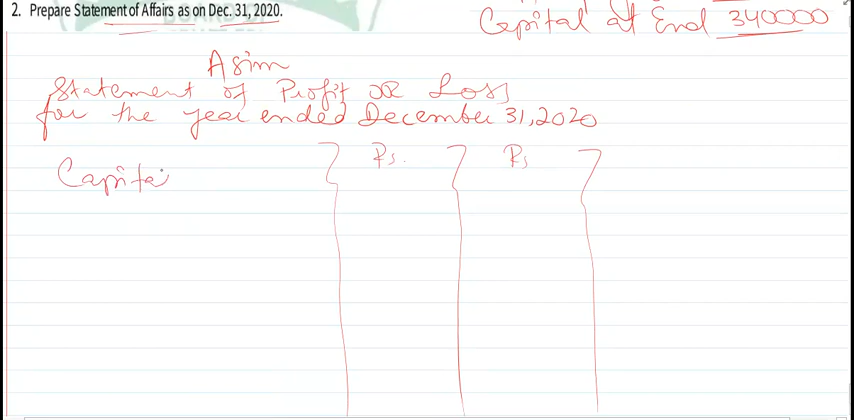 2. Prepare Statement of Affairs as on Dec. 31, 2020.
Capital at End 340000
Asim
Statement of Profit OR Loss
for the year ended December 31, 2020
Rs. Rs
Capita